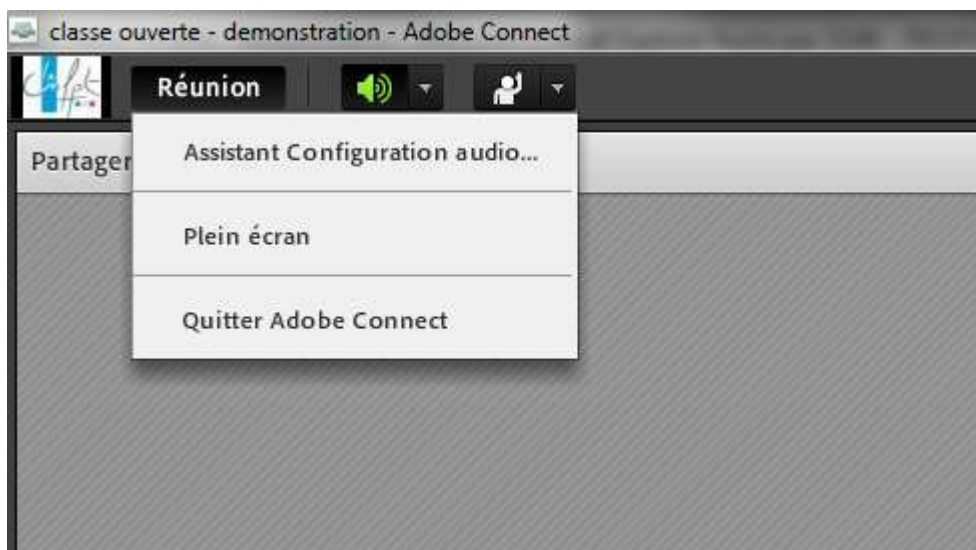 classe ouverte - demonstration - Adobe Connect
Réunion
Partager
Assistant Configuration audio...
Plein écran
Quitter Adobe Connect